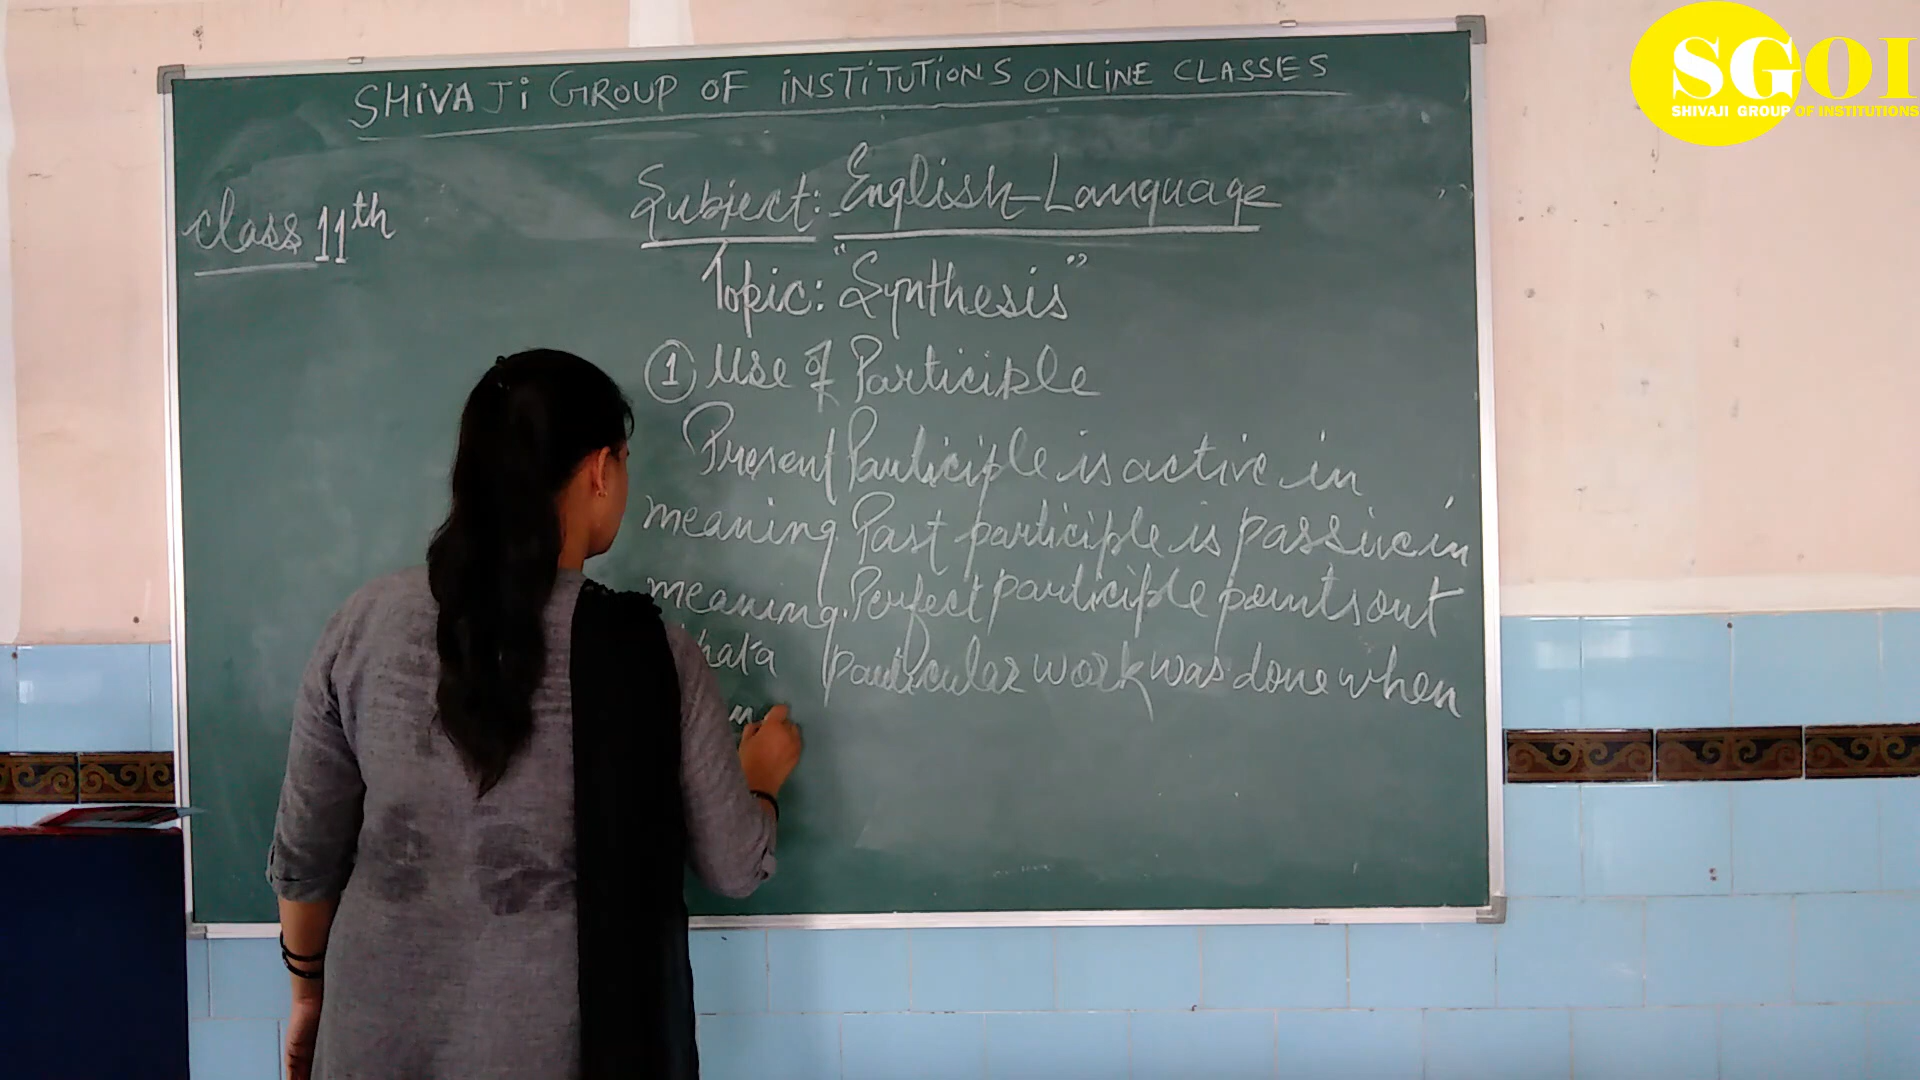 SGOI
SHIVAJI GROUP OF INSTITUTIONS
SHiVAJi GROUP OF iNSTiTUTiONS ONLiNE CLASSES
class 11th
Subject:- English-Language
Topic: "Synthesis"
1 Use of Participle
Present Participle is active in
meaning Past participle is passive in
meaning. Perfect participle points out
particular work was done when